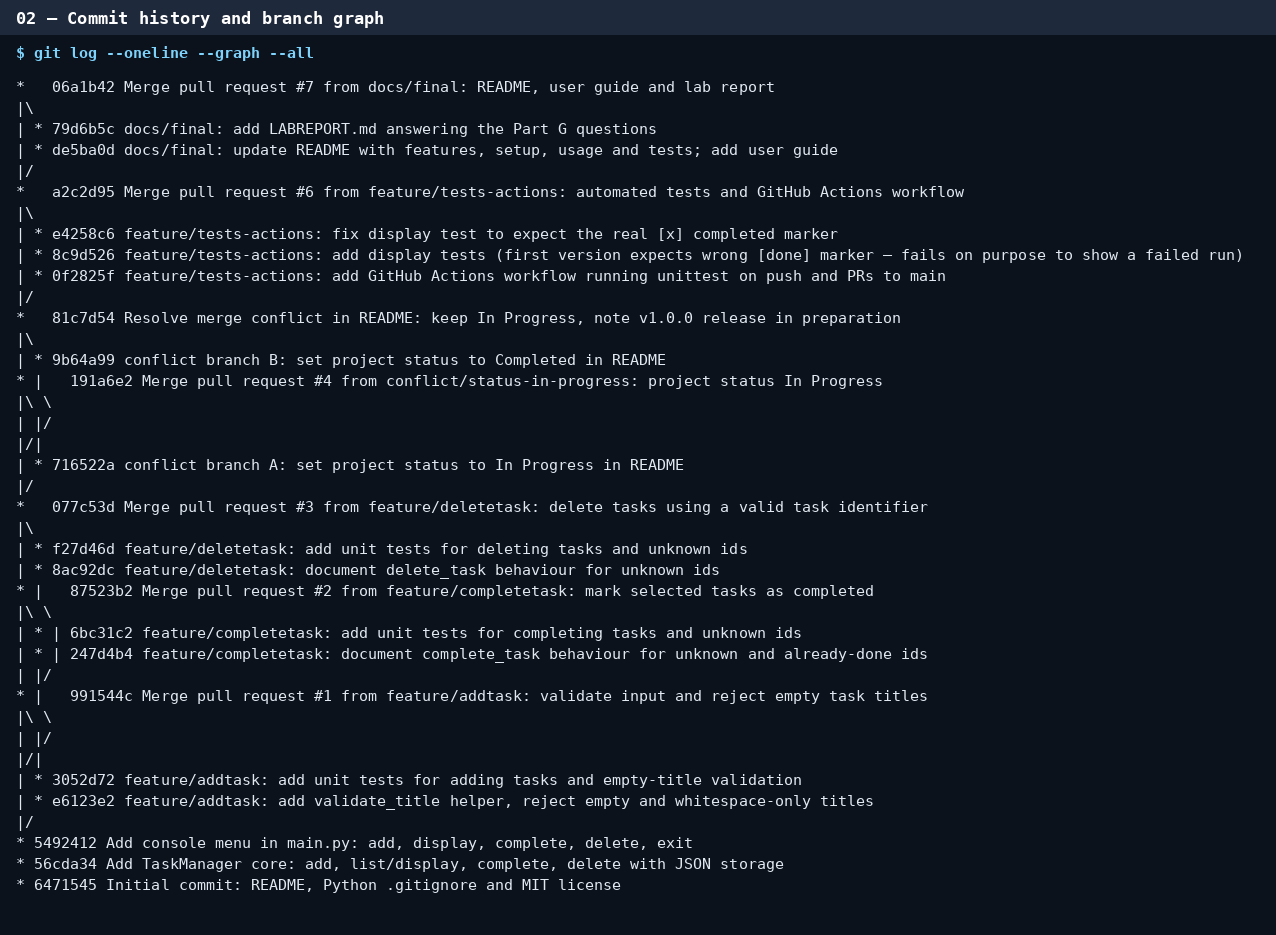 02 — Commit history and branch graph
$ git log --oneline --graph --all
*   06a1b42 Merge pull request #7 from docs/final: README, user guide and lab report
|\
| * 79d6b5c docs/final: add LABREPORT.md answering the Part G questions
| * de5ba0d docs/final: update README with features, setup, usage and tests; add user guide
|/
*   a2c2d95 Merge pull request #6 from feature/tests-actions: automated tests and GitHub Actions workflow
|\
| * e4258c6 feature/tests-actions: fix display test to expect the real [x] completed marker
| * 8c9d526 feature/tests-actions: add display tests (first version expects wrong [done] marker — fails on purpose to show a failed run)
| * 0f2825f feature/tests-actions: add GitHub Actions workflow running unittest on push and PRs to main
|/
*   81c7d54 Resolve merge conflict in README: keep In Progress, note v1.0.0 release in preparation
|\
| * 9b64a99 conflict branch B: set project status to Completed in README
* |   191a6e2 Merge pull request #4 from conflict/status-in-progress: project status In Progress
|\ \
| |/
|/|
| * 716522a conflict branch A: set project status to In Progress in README
|/
*   077c53d Merge pull request #3 from feature/deletetask: delete tasks using a valid task identifier
|\
| * f27d46d feature/deletetask: add unit tests for deleting tasks and unknown ids
| * 8ac92dc feature/deletetask: document delete_task behaviour for unknown ids
* |   87523b2 Merge pull request #2 from feature/completetask: mark selected tasks as completed
|\ \
| * | 6bc31c2 feature/completetask: add unit tests for completing tasks and unknown ids
| * | 247d4b4 feature/completetask: document complete_task behaviour for unknown and already-done ids
| |/
* |   991544c Merge pull request #1 from feature/addtask: validate input and reject empty task titles
|\ \
| |/
|/|
| * 3052d72 feature/addtask: add unit tests for adding tasks and empty-title validation
| * e6123e2 feature/addtask: add validate_title helper, reject empty and whitespace-only titles
|/
* 5492412 Add console menu in main.py: add, display, complete, delete, exit
* 56cda34 Add TaskManager core: add, list/display, complete, delete with JSON storage
* 6471545 Initial commit: README, Python .gitignore and MIT license